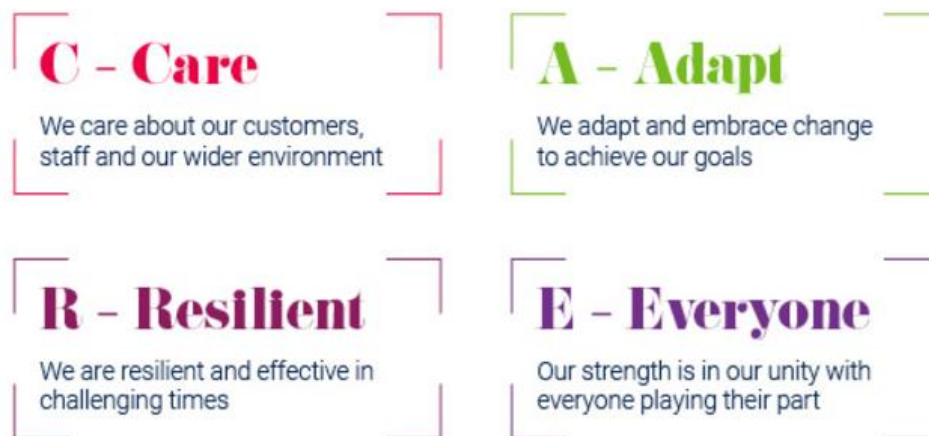 C - Care
We care about our customers,
staff and our wider environment
A - Adapt
We adapt and embrace change
to achieve our goals
R - Resilient
We are resilient and effective in
challenging times
E - Everyone
Our strength is in our unity with
everyone playing their part